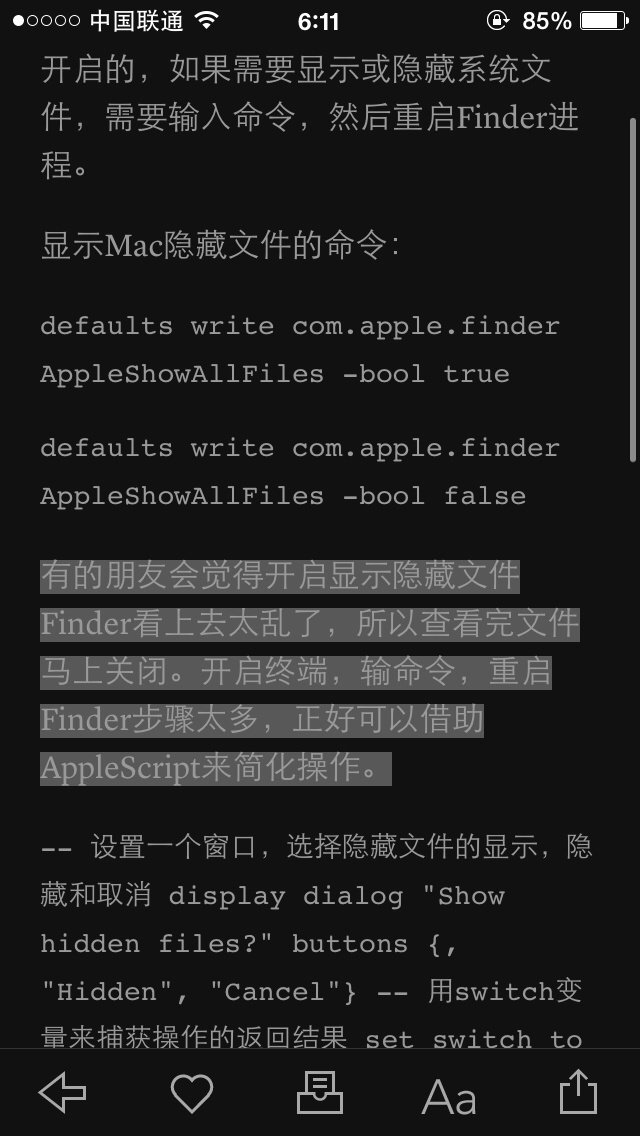 中国联通 6:11 85%
开启的，如果需要显示或隐藏系统文
件，需要输入命令，然后重启Finder进
程。
显示Mac隐藏文件的命令：
defaults write com.apple.finder
AppleShowAllFiles -bool true
defaults write com.apple.finder
AppleShowAllFiles -bool false
有的朋友会觉得开启显示隐藏文件
Finder看上去太乱了，所以查看完文件
马上关闭。开启终端，输命令，重启
Finder步骤太多，正好可以借助
AppleScript来简化操作。
-- 设置一个窗口，选择隐藏文件的显示，隐
藏和取消 display dialog "Show
hidden files?" buttons {,
"Hidden", "Cancel"} -- 用switch变
量来捕获操作的返回结果 set switch to
Aa